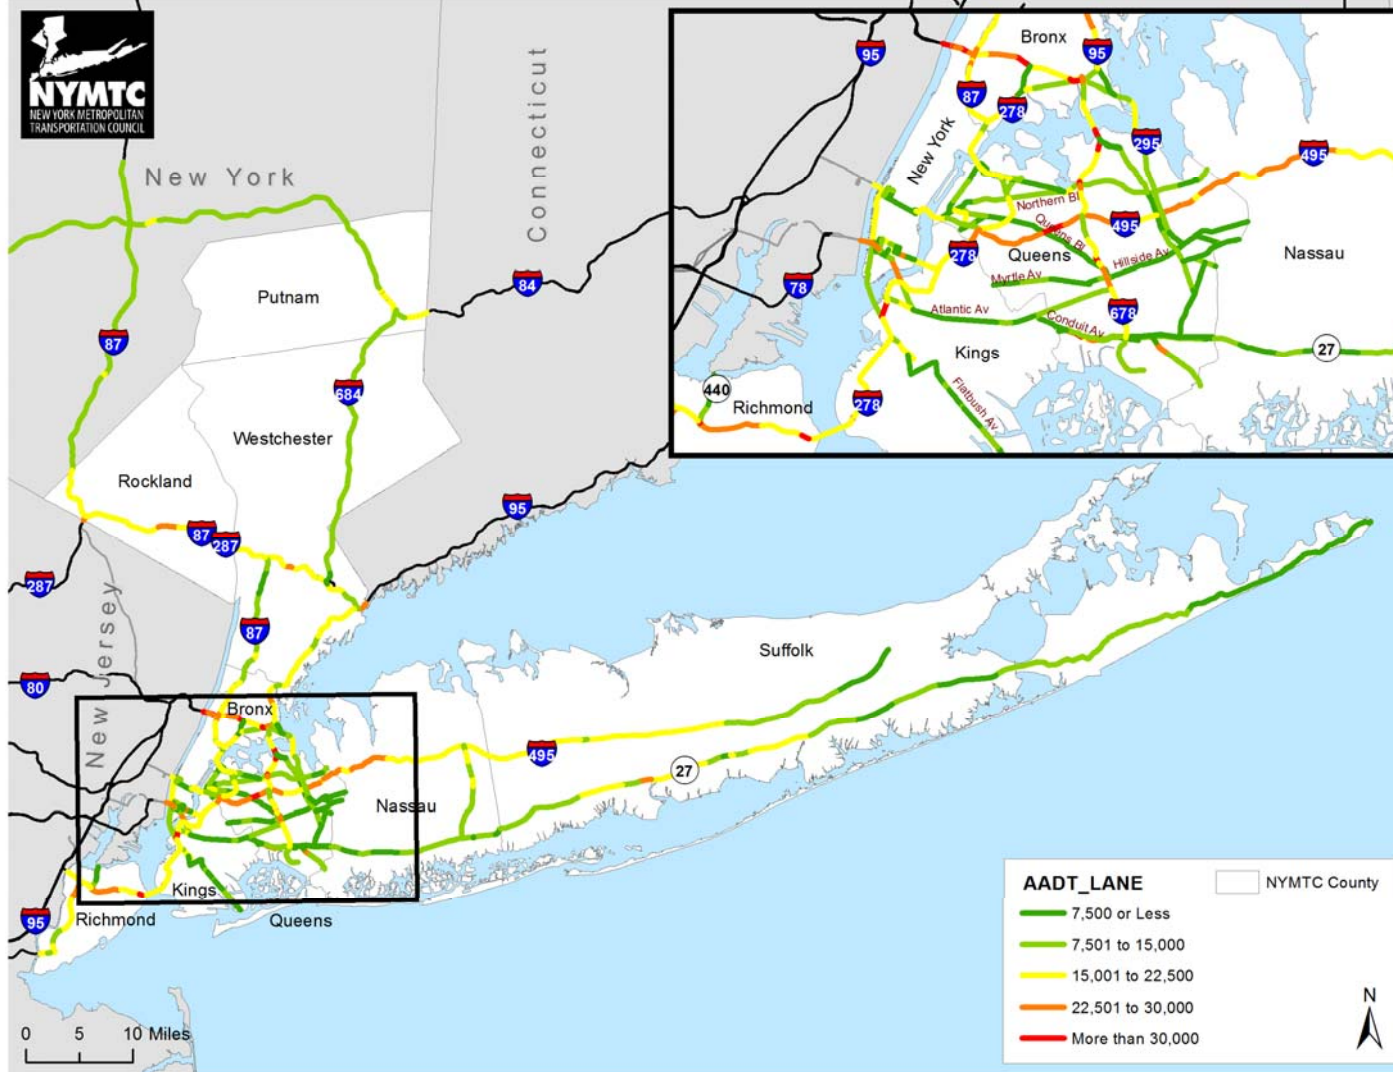 NYMTC
NEW YORK METROPOLITAN
TRANSPORTATION COUNCIL
New York
Connecticut
Putnam
84
87
684
Westchester
Rockland
87
287
95
287
New Jersey
87
80
Suffolk
Bronx
495
27
Nassau
Kings
Richmond
Queens
95
0 5 10 Miles
Bronx
95
95
87
278
295
New York
495
Northern Bl
Queens Bl
495
278
Queens
Hillside Av
Nassau
78
Myrtle Av
Atlantic Av
Conduit Av
678
Kings
27
440
Richmond
278
Flatbush Av
AADT_LANE
NYMTC County
7,500 or Less
7,501 to 15,000
15,001 to 22,500
22,501 to 30,000
More than 30,000
N